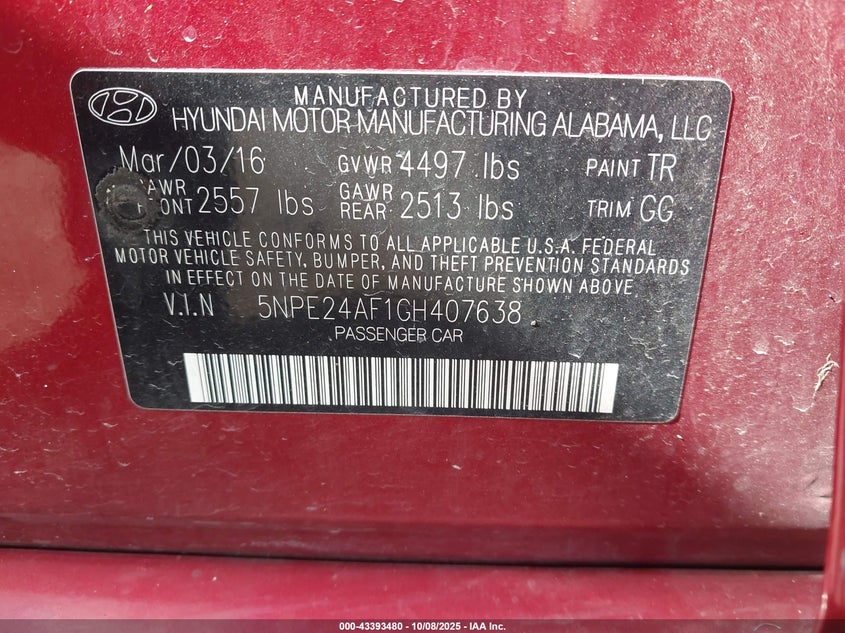 MANUFACTURED BY
HYUNDAI MOTOR MANUFACTURING ALABAMA, LLC
Mar/03/16 GVWR 4497 lbs PAINT TR
GAWR FRONT 2557 lbs GAWR REAR 2513 lbs TRIM GG
THIS VEHICLE CONFORMS TO ALL APPLICABLE U.S.A. FEDERAL
MOTOR VEHICLE SAFETY, BUMPER, AND THEFT PREVENTION STANDARDS
IN EFFECT ON THE DATE OF MANUFACTURE SHOWN ABOVE.
V.I.N 5NPE24AF1GH407638
PASSENGER CAR
000-43393480 - 10/08/2025 - IAA Inc.